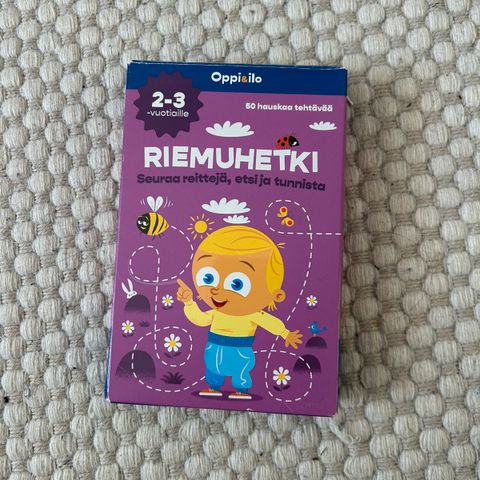 Oppi&ilo
2-3
-vuotiaille
50 hauskaa tehtävää
RIEMUHETKI
Seuraa reittejä, etsi ja tunnista